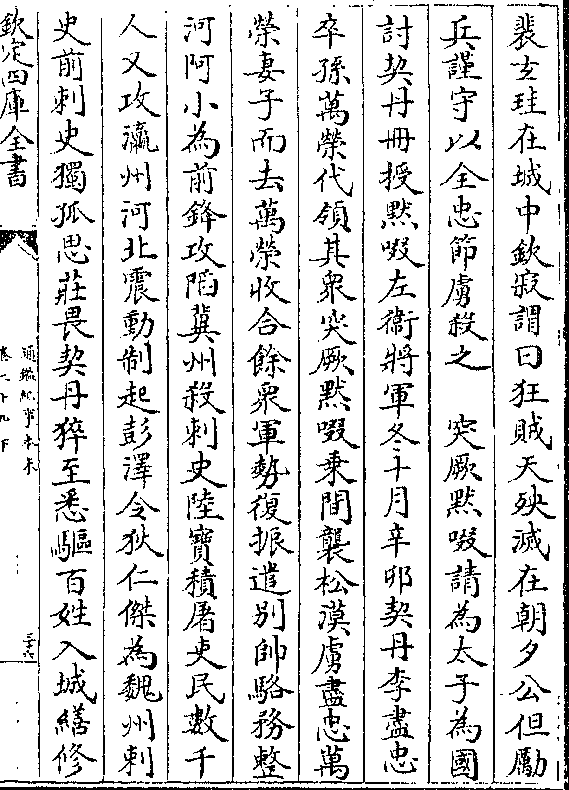 裴玄珪在城中欽寂謂曰狂賊天殃滅在朝夕公但勵
兵謹守以全忠節虜殺之　突厥默啜請為太子為國
討契丹冊授默啜左衛將軍冬十月辛卯契丹李盡忠
卒孫萬榮代領其衆突厥默啜乘間襲松漠虜盡忠萬
榮妻子而去萬榮收合餘衆軍勢復振遣別帥駱務整
河阿小為前鋒攻陷冀州殺刺史陸寶積屠吏民數千
人又攻瀛州河北震動制起彭澤令狄仁傑為魏州刺
史前刺史獨孤思莊畏契丹猝至悉驅百姓入城繕修
欽定四庫全書
通鑑紀事本末
卷二十九下
三十六